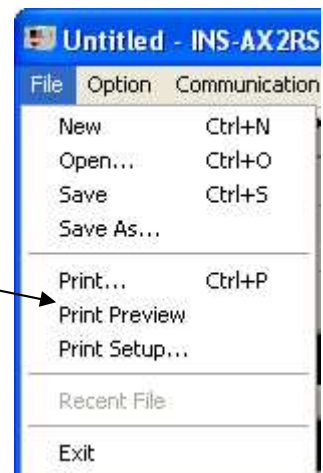 Untitled - INS-AX2RS
File Option Communication
New Ctrl+N
Open... Ctrl+O
Save Ctrl+S
Save As...
Print... Ctrl+P
Print Preview
Print Setup...
Recent File
Exit